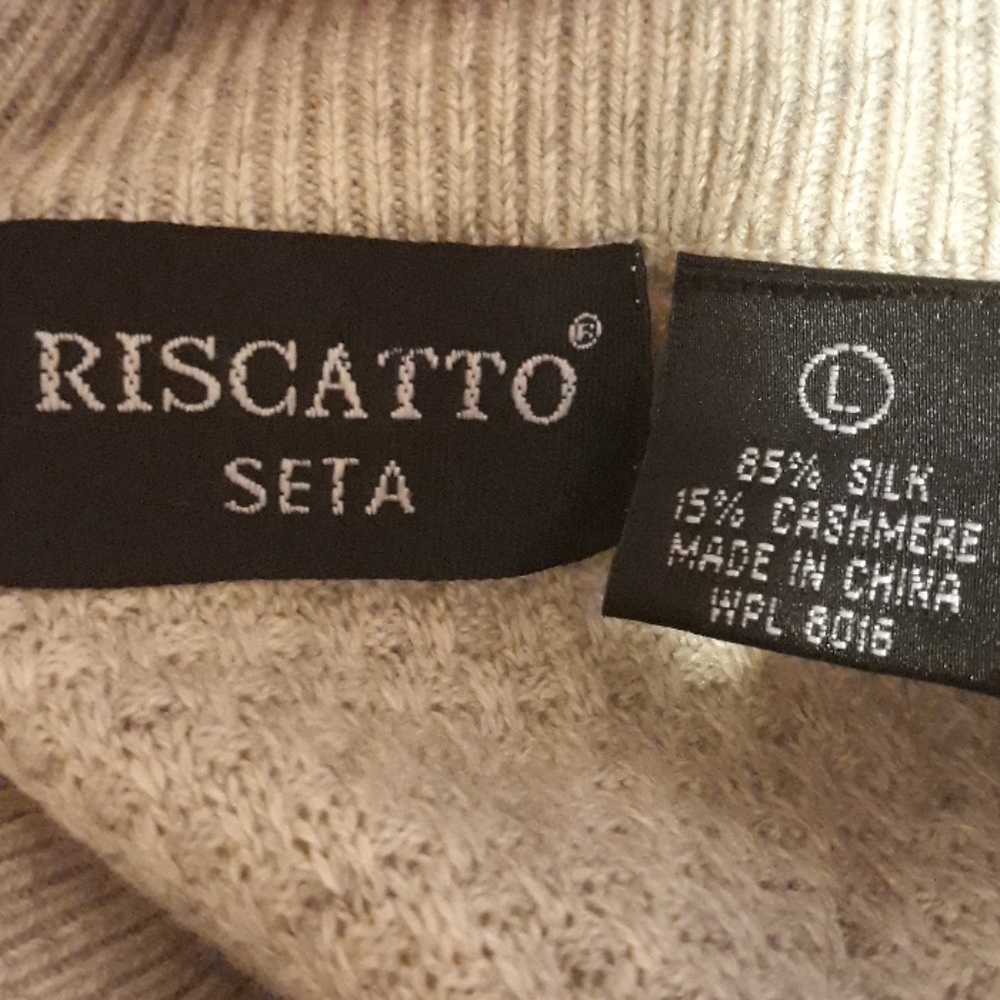 RISCATTO®
SETA
L
85% SILK
15% CASHMERE
MADE IN CHINA
WPL 8016